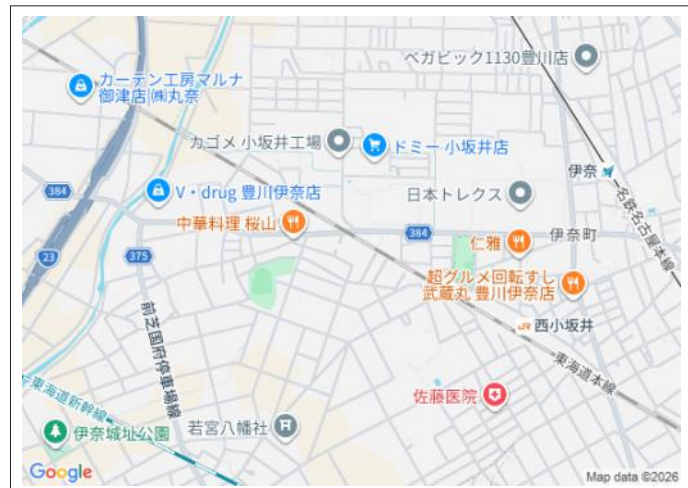 ベガビック1130豊川店
カーテン工房マルナ
御津店 ㈱丸奈
カゴメ 小坂井工場
ドミー 小坂井店
伊奈
384
V・drug 豊川伊奈店
日本トレクス
名鉄名古屋本線
中華料理 桜山
384
仁雅
伊奈町
23
375
超グルメ回転すし
武蔵丸 豊川伊奈店
前芝国府停車場線
JR 西小坂井
東海道本線
東海道新幹線
佐藤医院
伊奈城址公園
若宮八幡社
Google
Map data ©2026